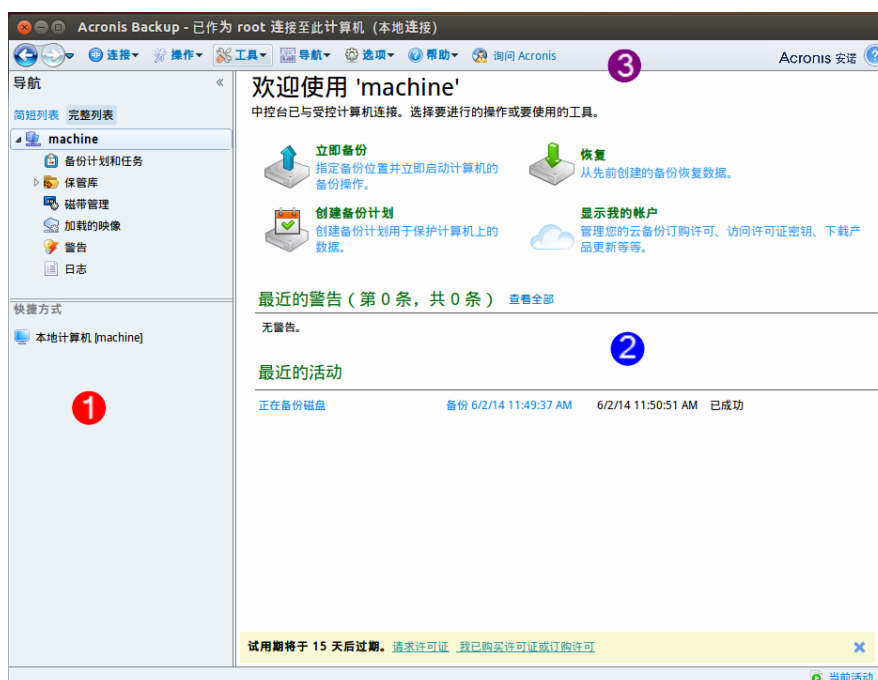 Acronis Backup - 已作为 root 连接至此计算机（本地连接）
连接 操作 工具 导航 选项 帮助 询问 Acronis
Acronis 安诺
3
导航
简短列表 完整列表
machine
备份计划和任务
保管库
磁带管理
加载的映像
警告
日志
快捷方式
本地计算机 [machine]
1
欢迎使用 'machine'
中控台已与受控计算机连接。选择要进行的操作或要使用的工具。
立即备份
指定备份位置并立即启动计算机的
备份操作。
恢复
从先前创建的备份恢复数据。
创建备份计划
创建备份计划用于保护计算机上的
数据。
显示我的帐户
管理您的云备份订购许可、访问许可证密钥、下载产
品更新等等。
最近的警告（第 0 条，共 0 条） 查看全部
无警告。
2
最近的活动
正在备份磁盘 备份 6/2/14 11:49:37 AM 6/2/14 11:50:51 AM 已成功
试用期将于 15 天后过期。 请求许可证 我已购买许可证或订购许可
当前活动